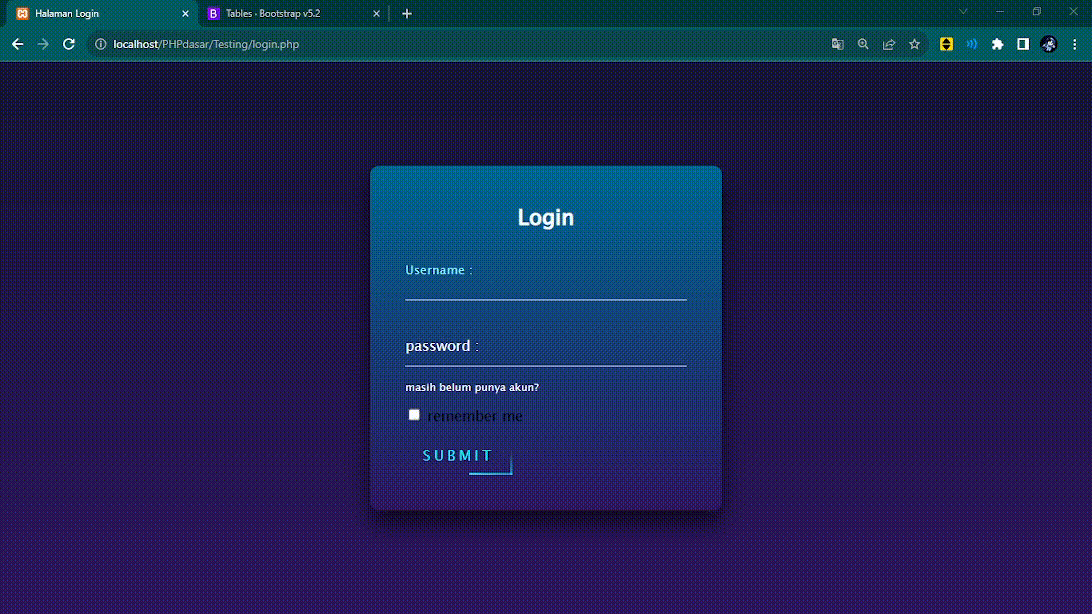 Halaman Login
Tables · Bootstrap v5.2
localhost/PHPdasar/Testing/login.php
Login
Username :
password :
masih belum punya akun?
remember me
SUBMIT